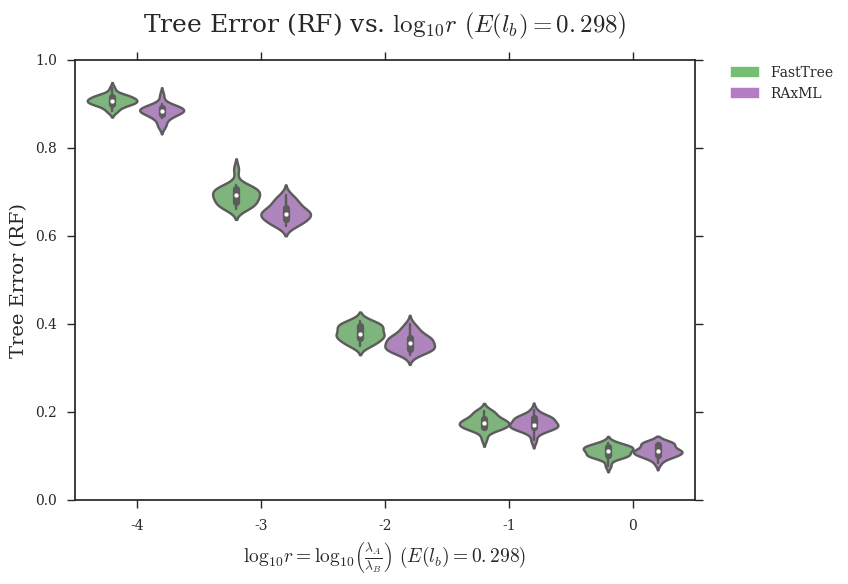 Tree Error (RF) vs. log₁₀r (E(l_b) = 0.298)
FastTree
RAxML
1.0
0.8
0.6
0.4
0.2
0.0
Tree Error (RF)
-4 -3 -2 -1 0
log₁₀r = log₁₀(λ_A/λ_B) (E(l_b) = 0.298)